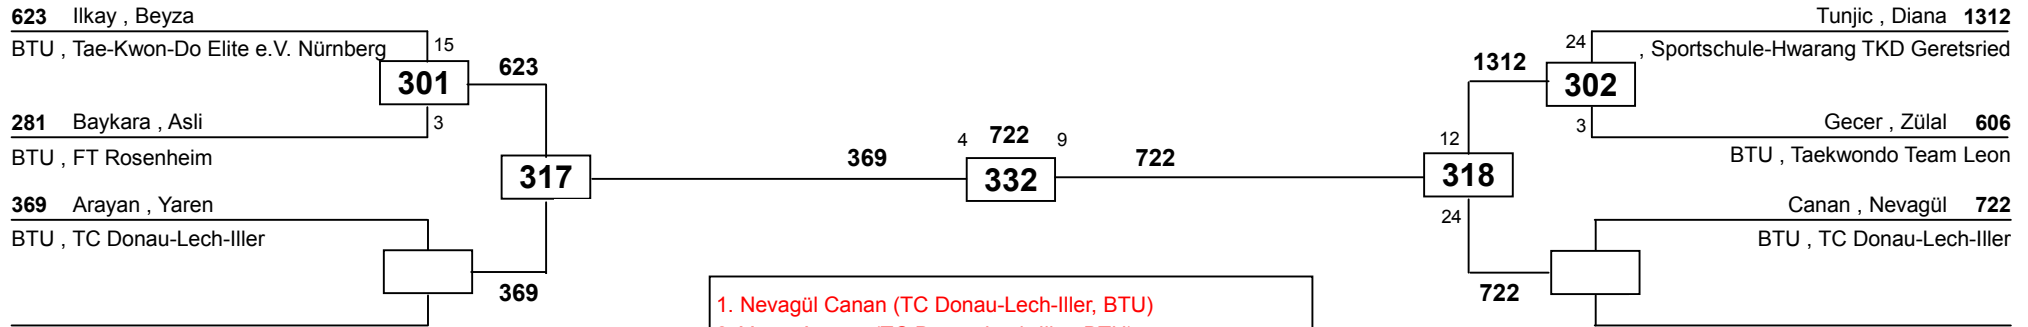 623 Ilkay , Beyza
BTU , Tae-Kwon-Do Elite e.V. Nürnberg
15
301
623
281 Baykara , Asli
3
BTU , FT Rosenheim
317
369 Arayan , Yaren
BTU , TC Donau-Lech-Iller
369
369
4 722 9
332
722
Tunjic , Diana 1312
, Sportschule-Hwarang TKD Geretsried
24
1312
302
Gecer , Zülal 606
3
BTU , Taekwondo Team Leon
12
318
24
Canan , Nevagül 722
BTU , TC Donau-Lech-Iller
722
1. Nevagül Canan (TC Donau-Lech-Iller, BTU)